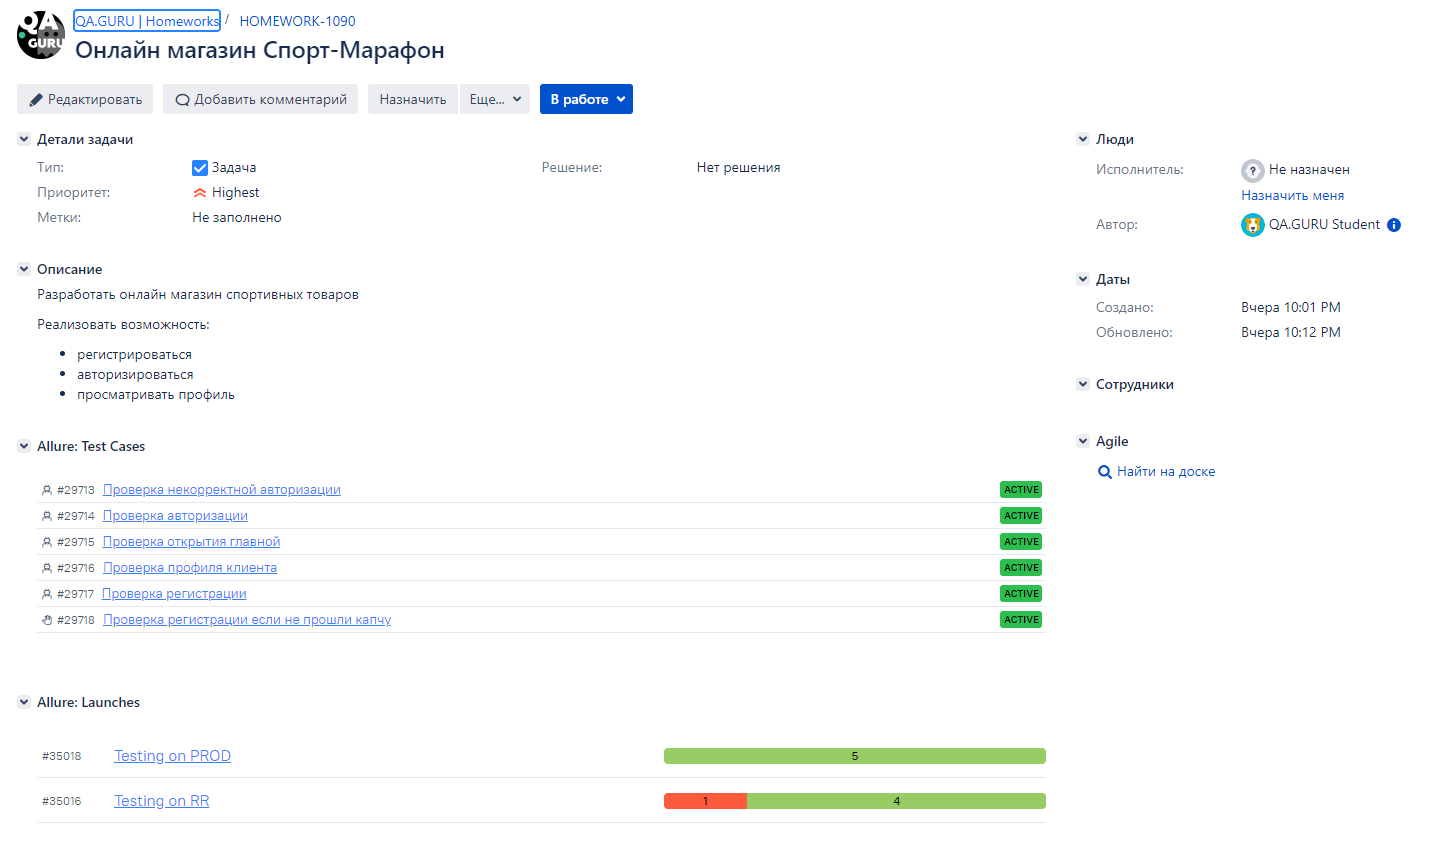 QA.GURU | Homeworks / HOMEWORK-1090
QA
GURU
Онлайн магазин Спорт-Марафон
Редактировать Добавить комментарий Назначить Еще... В работе
Детали задачи
Тип: Задача Решение: Нет решения
Приоритет: Highest
Метки: Не заполнено
Описание
Разработать онлайн магазин спортивных товаров
Реализовать возможность:
• регистрироваться
• авторизироваться
• просматривать профиль
Allure: Test Cases
#29713 Проверка некорректной авторизации ACTIVE
#29714 Проверка авторизации ACTIVE
#29715 Проверка открытия главной ACTIVE
#29716 Проверка профиля клиента ACTIVE
#29717 Проверка регистрации ACTIVE
#29718 Проверка регистрации если не прошли капчу ACTIVE
Allure: Launches
#35018 Testing on PROD 5
#35016 Testing on RR 1 4
Люди
Исполнитель: Не назначен
Назначить меня
Автор: QA.GURU Student
Даты
Создано: Вчера 10:01 PM
Обновлено: Вчера 10:12 PM
Сотрудники
Agile
Найти на доске